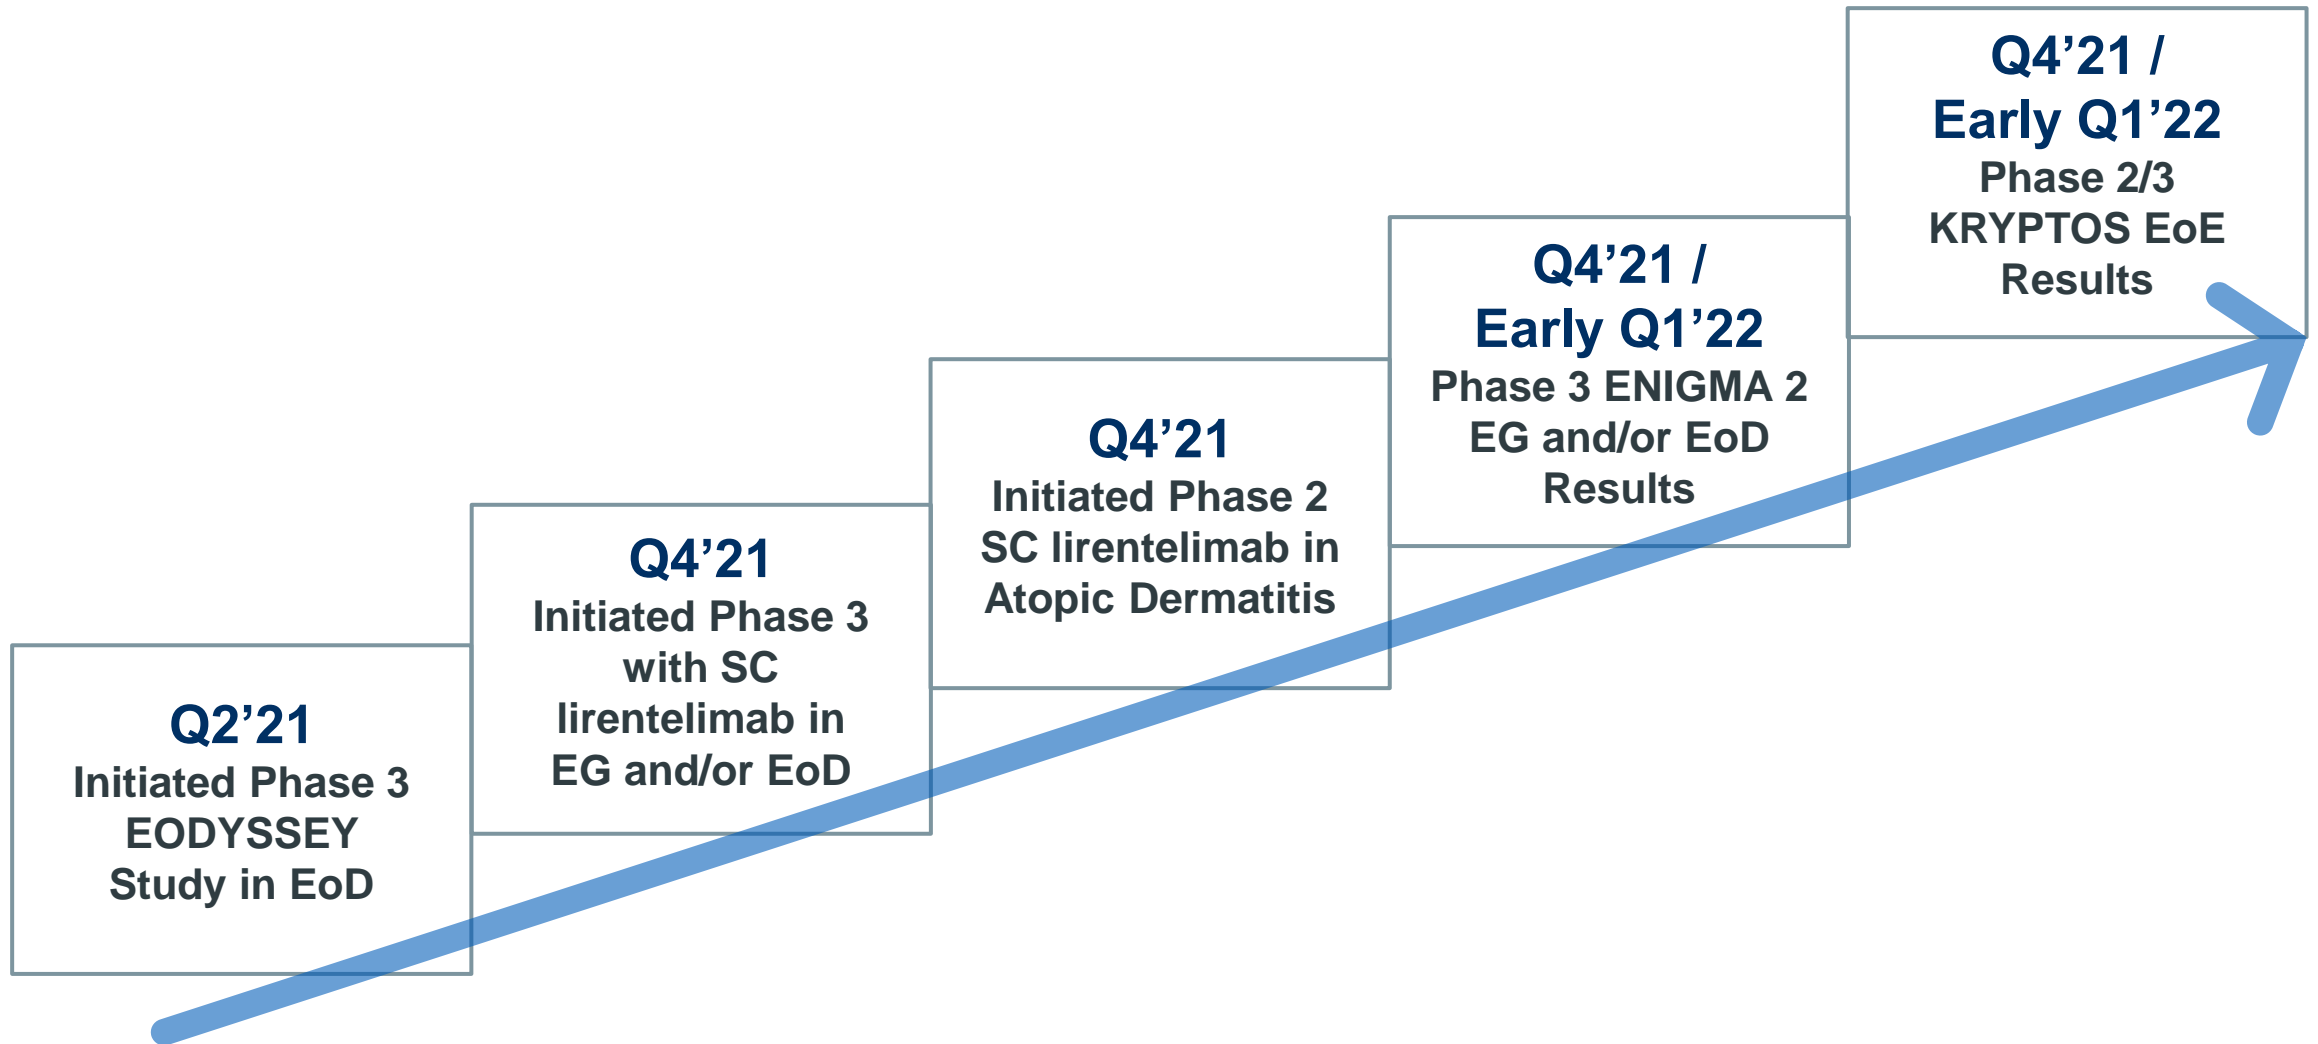 Q2’21
Initiated Phase 3
EODYSSEY
Study in EoD
Q4’21
Initiated Phase 3
with SC
lirentelimab in
EG and/or EoD
Q4’21
Initiated Phase 2
SC lirentelimab in
Atopic Dermatitis
Q4’21 /
Early Q1’22
Phase 3 ENIGMA 2
EG and/or EoD
Results
Q4’21 /
Early Q1’22
Phase 2/3
KRYPTOS EoE
Results